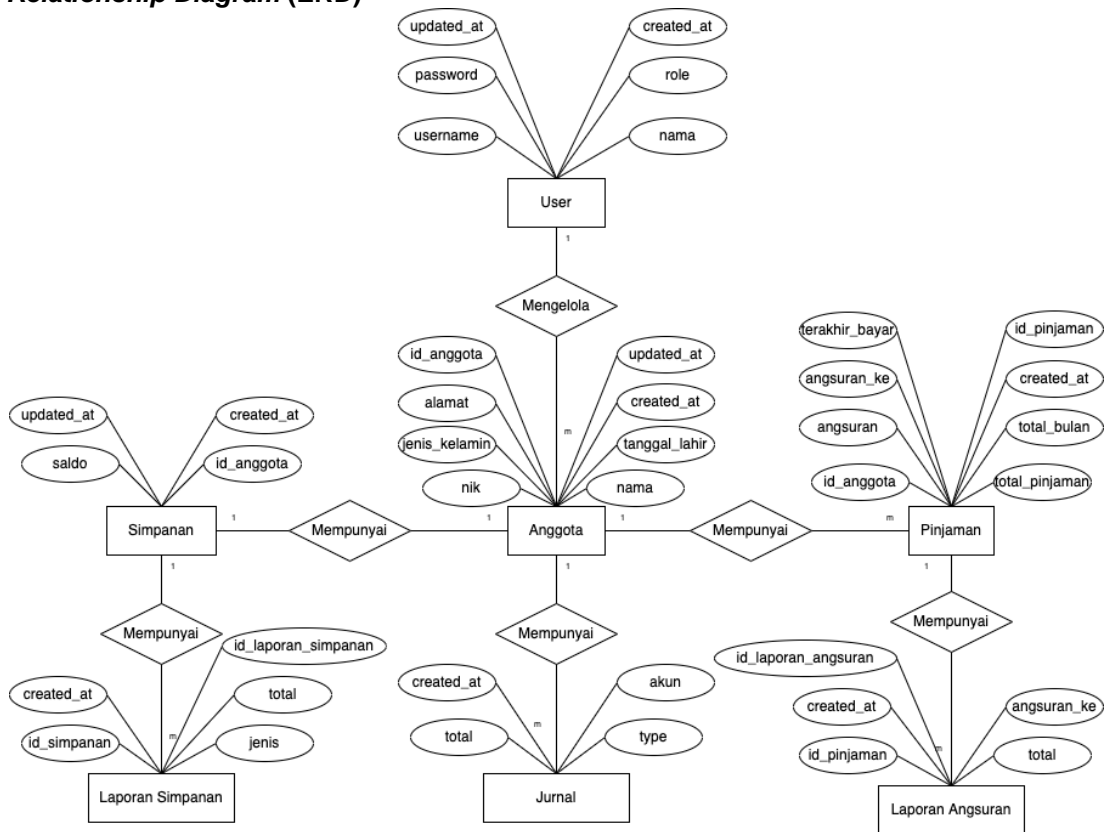 Relationship Diagram (ERD)
updated_at
created_at
password
role
username
nama
User
1
Mengelola
id_anggota
updated_at
terakhir_bayar
id_pinjaman
alamat
created_at
angsuran_ke
created_at
updated_at
created_at
m
jenis_kelamin
tanggal_lahir
angsuran
total_bulan
saldo
id_anggota
nik
nama
id_anggota
total_pinjaman
Simpanan
1
Mempunyai
1
Anggota
1
Mempunyai
m
Pinjaman
1
1
1
Mempunyai
Mempunyai
Mempunyai
id_laporan_simpanan
id_laporan_angsuran
created_at
total
created_at
akun
created_at
angsuran_ke
id_simpanan
m
jenis
total
m
type
id_pinjaman
m
total
Laporan Simpanan
Jurnal
Laporan Angsuran